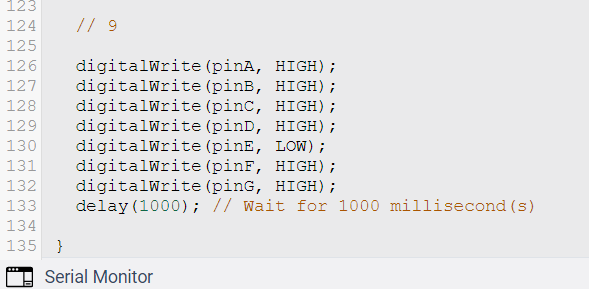 123
124 // 9
125
126 digitalWrite(pinA, HIGH);
127 digitalWrite(pinB, HIGH);
128 digitalWrite(pinC, HIGH);
129 digitalWrite(pinD, HIGH);
130 digitalWrite(pinE, LOW);
131 digitalWrite(pinF, HIGH);
132 digitalWrite(pinG, HIGH);
133 delay(1000); // Wait for 1000 millisecond(s)
134
135 }
Serial Monitor